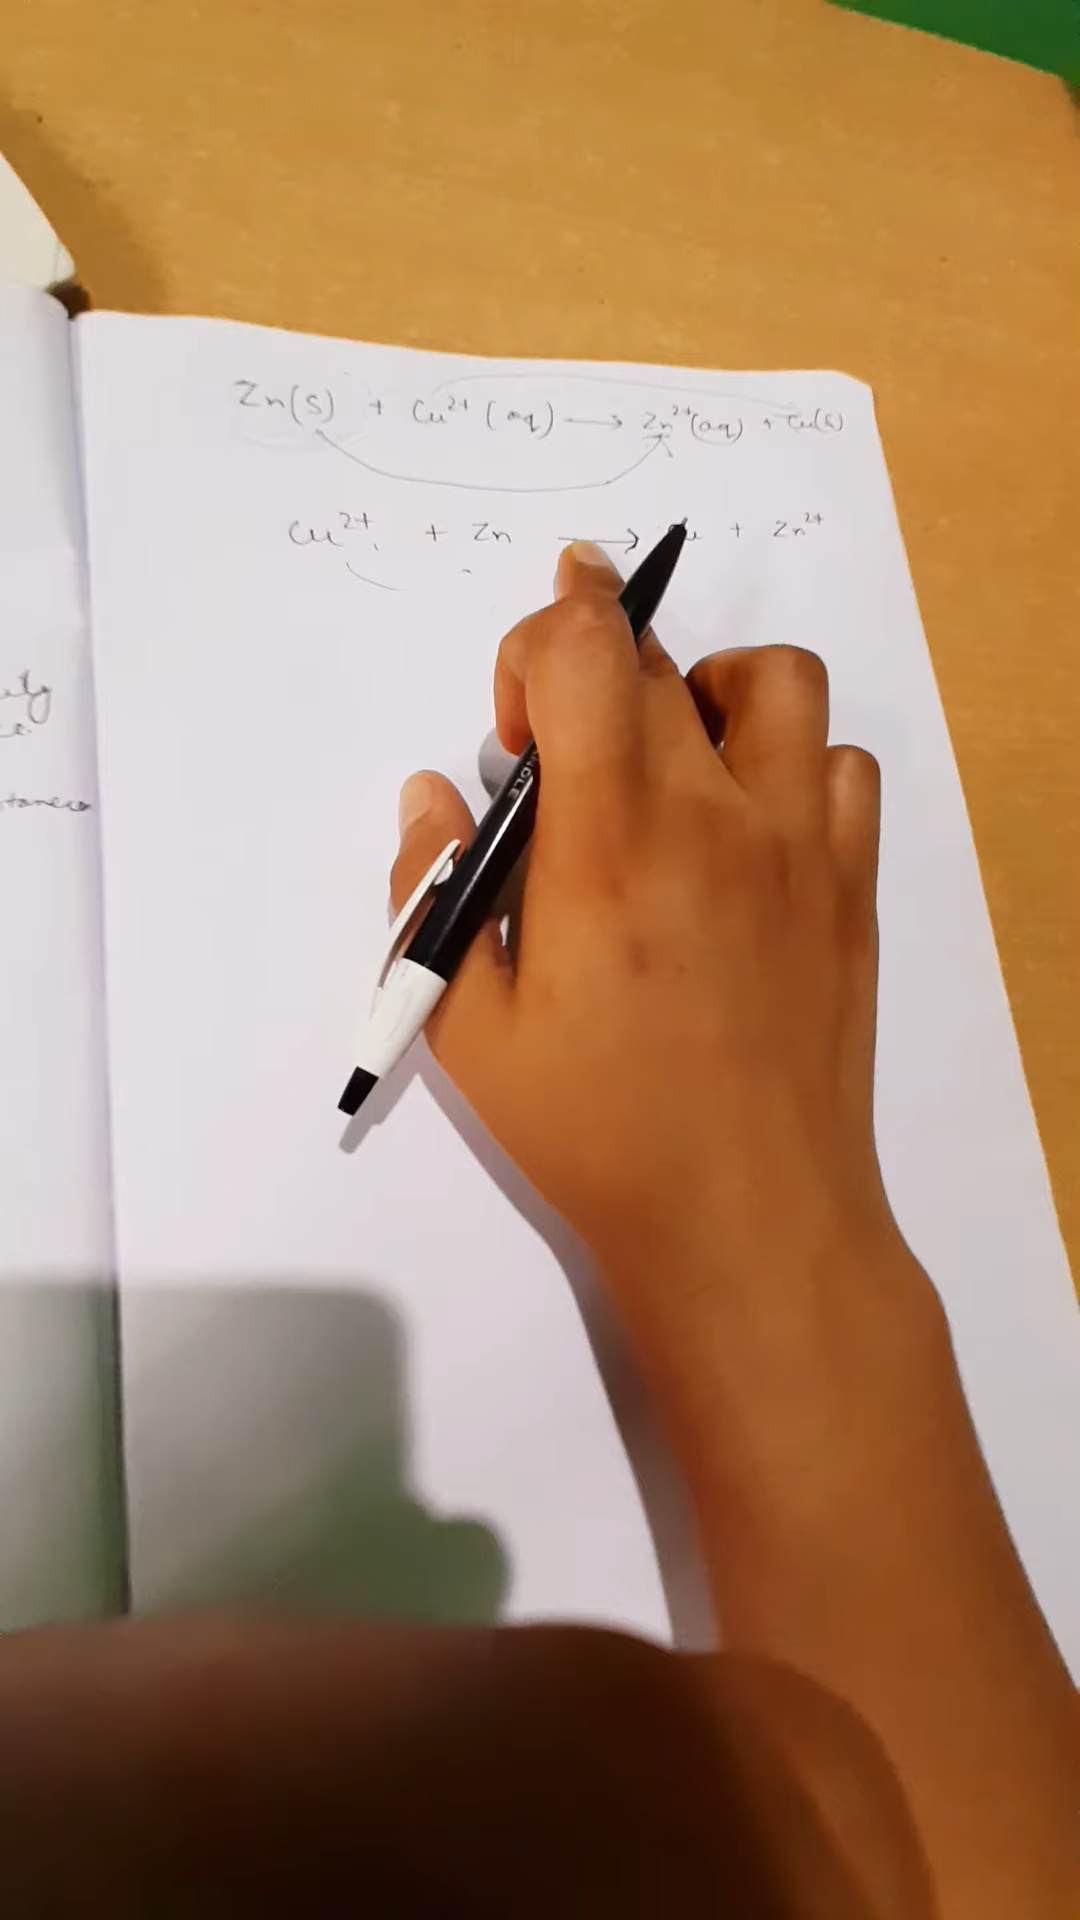 Zn(s) + Cu²⁺ (aq) → Zn²⁺(aq) + Cu(s)
Cu²⁺ + Zn → + Zn²⁺